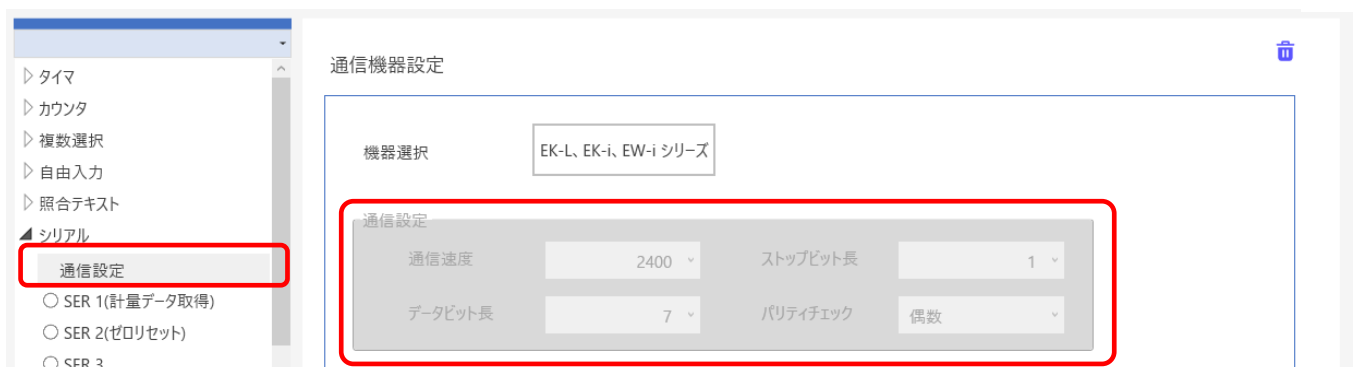 タイマ
カウンタ
複数選択
自由入力
照合テキスト
シリアル
通信設定
SER 1(計量データ取得)
SER 2(ゼロリセット)
SER 3
通信機器設定
機器選択
EK-L、EK-i、EW-i シリーズ
通信設定
通信速度 2400 ストップビット長 1
データビット長 7 パリティチェック 偶数